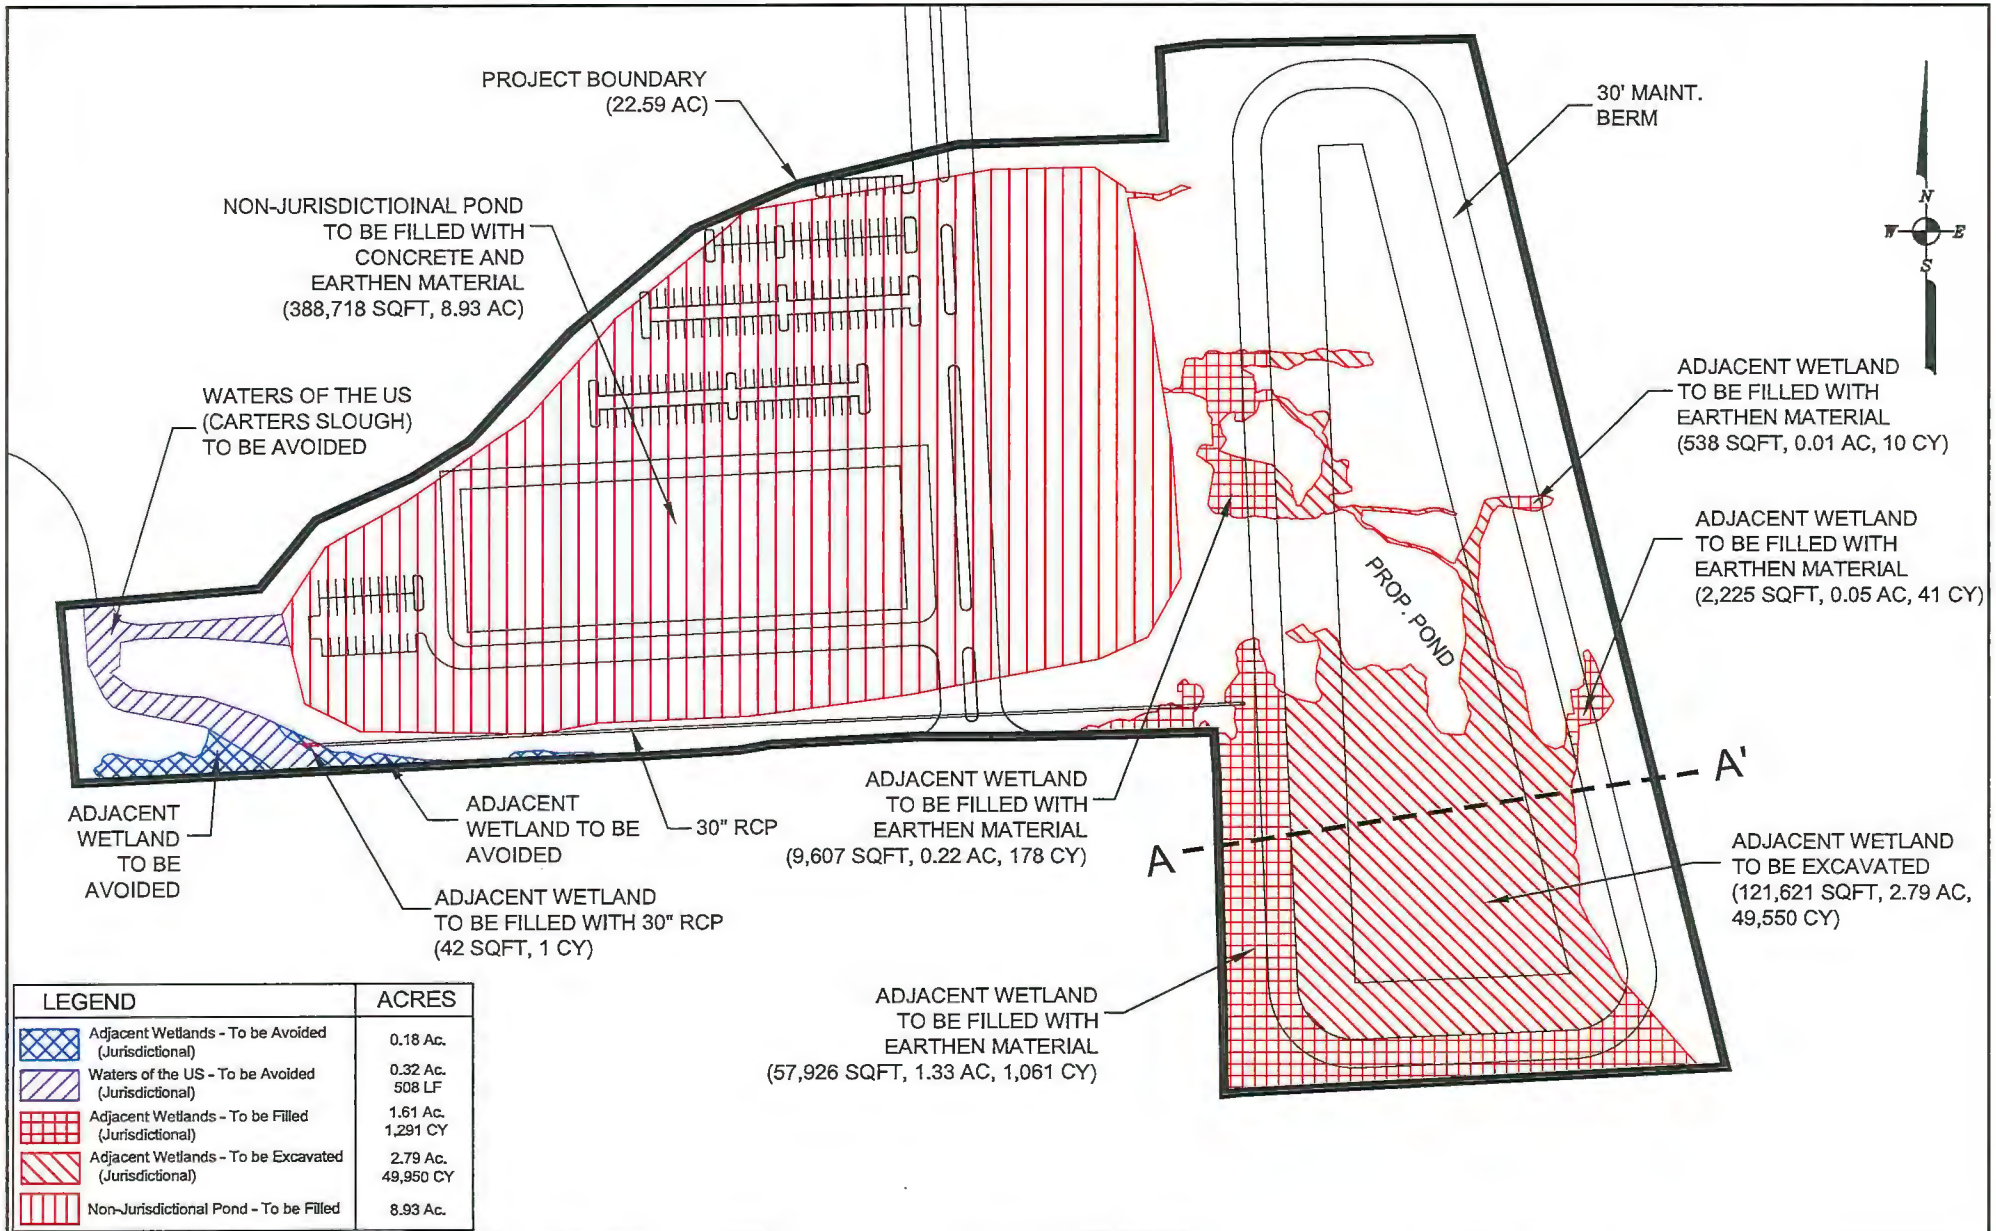 PROJECT BOUNDARY
(22.59 AC)
30' MAINT.
BERM
N
W
E
S
NON-JURISDICTIOINAL POND
TO BE FILLED WITH
CONCRETE AND
EARTHEN MATERIAL
(388,718 SQFT, 8.93 AC)
WATERS OF THE US
(CARTERS SLOUGH)
TO BE AVOIDED
ADJACENT WETLAND
TO BE FILLED WITH
EARTHEN MATERIAL
(538 SQFT, 0.01 AC, 10 CY)
ADJACENT WETLAND
TO BE FILLED WITH
EARTHEN MATERIAL
(2,225 SQFT, 0.05 AC, 41 CY)
PROP. POND
A
A'
ADJACENT
WETLAND
TO BE
AVOIDED
ADJACENT
WETLAND TO BE
AVOIDED
30" RCP
ADJACENT WETLAND
TO BE FILLED WITH
EARTHEN MATERIAL
(9,607 SQFT, 0.22 AC, 178 CY)
ADJACENT WETLAND
TO BE EXCAVATED
(121,621 SQFT, 2.79 AC,
49,550 CY)
ADJACENT WETLAND
TO BE FILLED WITH 30" RCP
(42 SQFT, 1 CY)
ADJACENT WETLAND
TO BE FILLED WITH
EARTHEN MATERIAL
(57,926 SQFT, 1.33 AC, 1,061 CY)
LEGEND
ACRES
Adjacent Wetlands - To be Avoided
(Jurisdictional)
0.18 Ac.
Waters of the US - To be Avoided
(Jurisdictional)
0.32 Ac.
508 LF
Adjacent Wetlands - To be Filled
(Jurisdictional)
1.61 Ac.
1,291 CY
Adjacent Wetlands - To be Excavated
(Jurisdictional)
2.79 Ac.
49,950 CY
Non-Jurisdictional Pond - To be Filled
8.93 Ac.